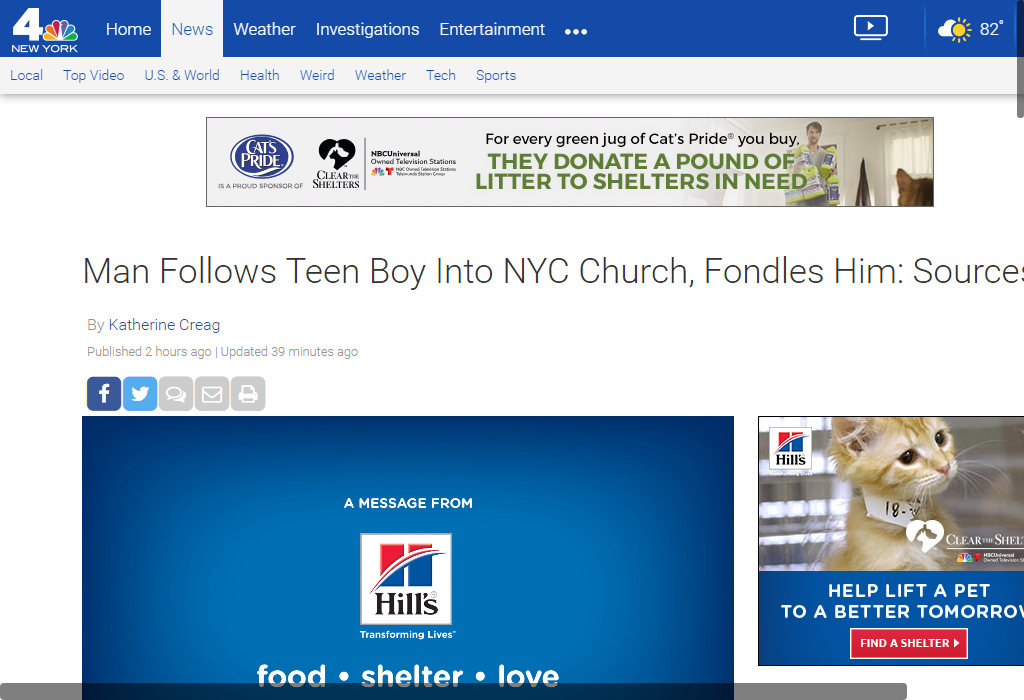 4
NEW YORK
Home
News
Weather
Investigations
Entertainment
82°
Local
Top Video
U.S. & World
Health
Weird
Weather
Tech
Sports
CAT'S
PRIDE
IS A PROUD SPONSOR OF
CLEAR THE
SHELTERS
NBCUniversal
Owned Television Stations
NBC Owned Television Stations
Telemundo Station Group
For every green jug of Cat's Pride® you buy,
THEY DONATE A POUND OF
LITTER TO SHELTERS IN NEED
Man Follows Teen Boy Into NYC Church, Fondles Him: Sources
By Katherine Creag
Published 2 hours ago | Updated 39 minutes ago
A MESSAGE FROM
Hill's
Transforming Lives™
food • shelter • love
Hill's
18-
CLEAR THE SHEL
NBCUniversal
Owned Television S
HELP LIFT A PET
TO A BETTER TOMORROW
FIND A SHELTER